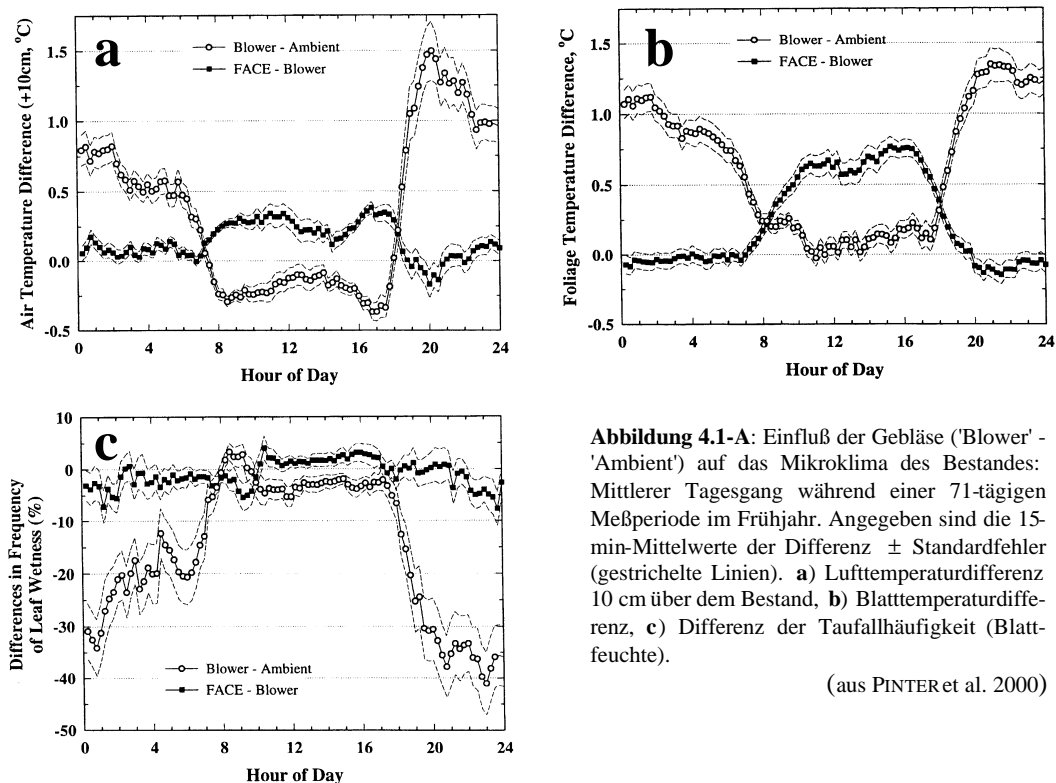 a
Blower - Ambient
FACE - Blower
Air Temperature Difference (+10cm, °C)
1.5
1.0
0.5
0.0
-0.5
0 4 8 12 16 20 24
Hour of Day
b
Blower - Ambient
FACE - Blower
Foliage Temperature Difference, °C
1.5
1.0
0.5
0.0
-0.5
0 4 8 12 16 20 24
Hour of Day
c
Differences in Frequency
of Leaf Wetness (%)
10
0
-10
-20
-30
-40
-50
Blower - Ambient
FACE - Blower
0 4 8 12 16 20 24
Hour of Day
Abbildung 4.1-A: Einfluß der Gebläse ('Blower' -
'Ambient') auf das Mikroklima des Bestandes:
Mittlerer Tagesgang während einer 71-tägigen
Meßperiode im Frühjahr. Angegeben sind die 15-
min-Mittelwerte der Differenz ± Standardfehler
(gestrichelte Linien). a) Lufttemperaturdifferenz
10 cm über dem Bestand, b) Blatttemperaturdiffe-
renz, c) Differenz der Taufallhäufigkeit (Blatt-
feuchte).
(aus PINTER et al. 2000)